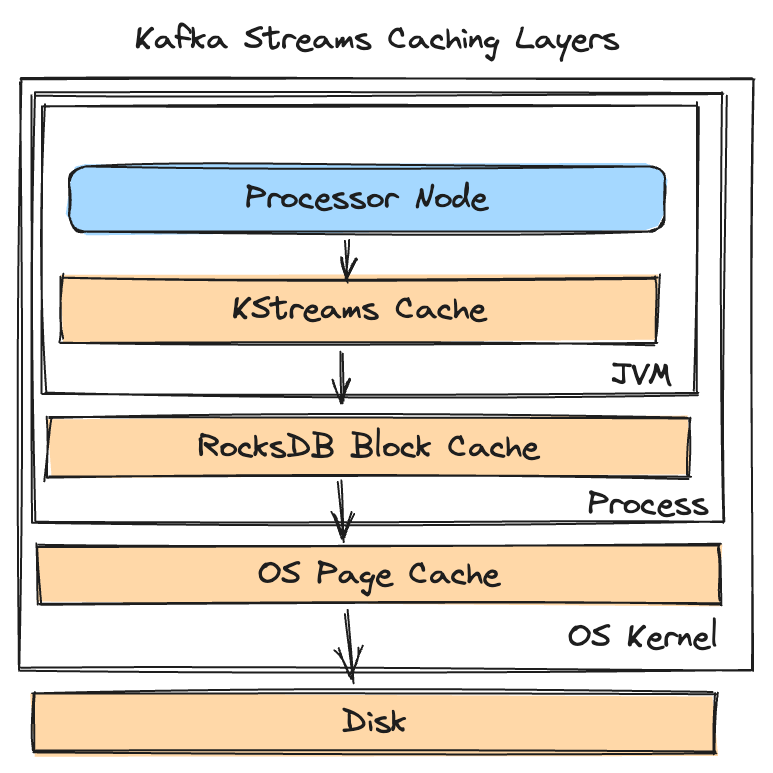 Kafka Streams Caching Layers
Processor Node
KStreams Cache
JVM
RocksDB Block Cache
Process
OS Page Cache
OS Kernel
Disk